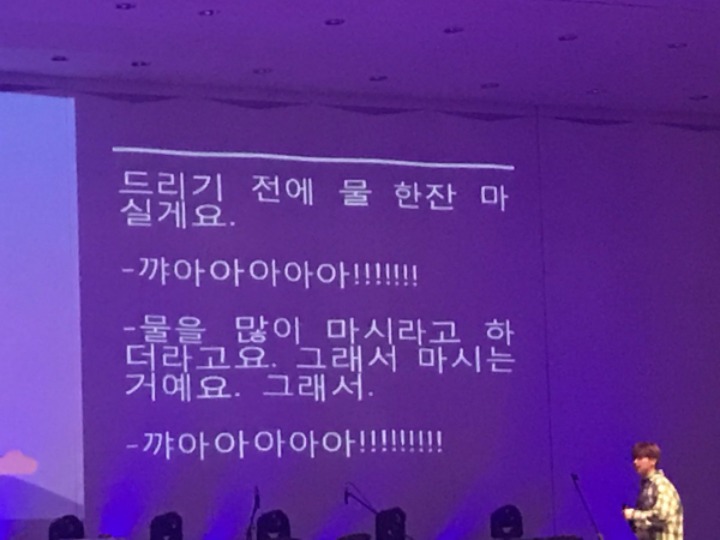 드리기 전에 물 한잔 마
실게요.
-꺄아아아아아!!!!!!!
-물을 많이 마시라고 하
더라고요. 그래서 마시는
거예요. 그래서.
-꺄아아아아아!!!!!!!!!